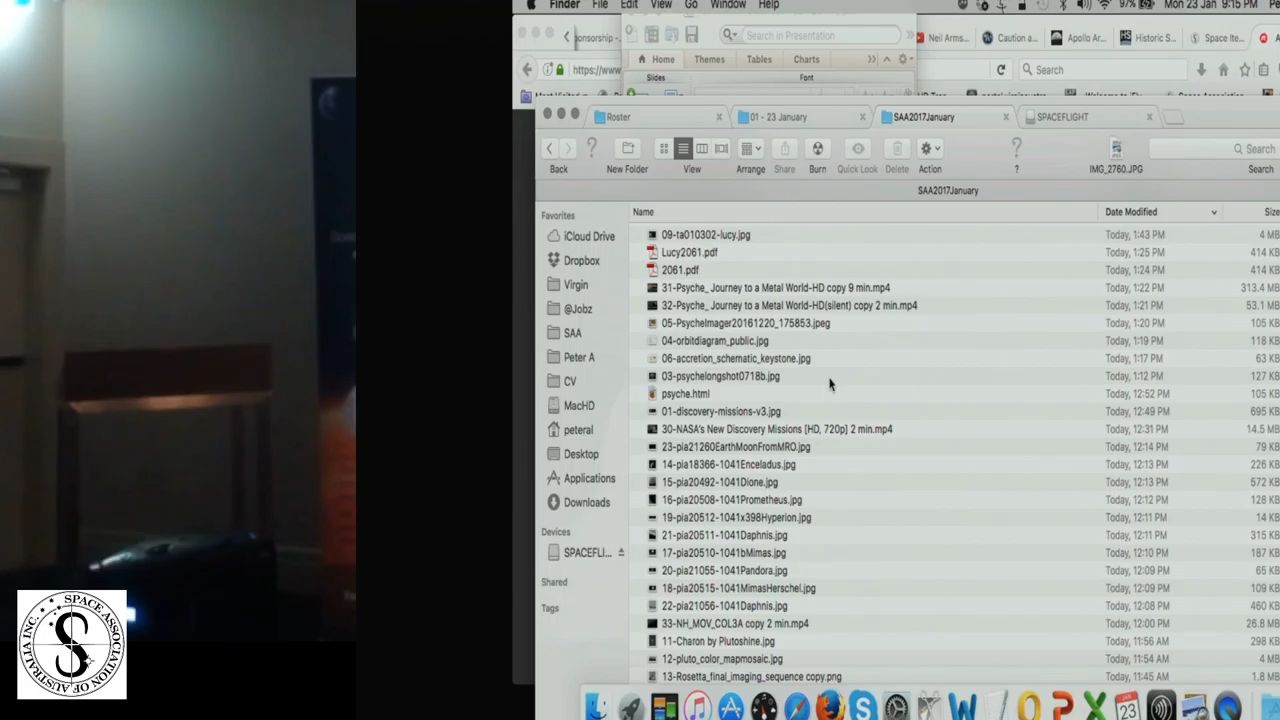 Finder File Edit View Go Window Help 97% Mon 23 Jan 9:15 PM
onsorship - Search in Presentation Neil Arms... Caution a... Apollo Ar... Historic S... Space Ite...
Home Themes Tables Charts https://www Search
Slides Font
Roster 01 - 23 January SAA2017January SPACEFLIGHT
Back New Folder View Arrange Share Burn Quick Look Delete Action ? IMG_2760.JPG Search
SAA2017January
Name Date Modified Size
Favorites
iCloud Drive
Dropbox
Virgin
@Jobz
SAA
Peter A
CV
MacHD
peteral
Desktop
Applications
Downloads
Devices
SPACEFLI...
Shared
Tags
09-ta010302-lucy.jpg Today, 1:43 PM 4 MB
Lucy2061.pdf Today, 1:25 PM 414 KB
2061.pdf Today, 1:24 PM 414 KB
31-Psyche_ Journey to a Metal World-HD copy 9 min.mp4 Today, 1:22 PM 313.4 MB
32-Psyche_ Journey to a Metal World-HD(silent) copy 2 min.mp4 Today, 1:21 PM 53.1 MB
05-PsycheImager20161220_175853.jpeg Today, 1:20 PM 105 KB
04-orbitdiagram_public.jpg Today, 1:19 PM 118 KB
06-accretion_schematic_keystone.jpg Today, 1:17 PM 63 KB
03-psychelongshot0718b.jpg Today, 1:12 PM 127 KB
psyche.html Today, 12:52 PM 105 KB
01-discovery-missions-v3.jpg Today, 12:49 PM 695 KB
30-NASA's New Discovery Missions [HD, 720p] 2 min.mp4 Today, 12:31 PM 14.5 MB
23-pia21260EarthMoonFromMRO.jpg Today, 12:14 PM 79 KB
14-pia18366-1041Enceladus.jpg Today, 12:13 PM 226 KB
15-pia20492-1041Dione.jpg Today, 12:13 PM 572 KB
16-pia20508-1041Prometheus.jpg Today, 12:12 PM 128 KB
19-pia20512-1041x398Hyperion.jpg Today, 12:11 PM 14 KB
21-pia20511-1041Daphnis.jpg Today, 12:11 PM 315 KB
17-pia20510-1041bMimas.jpg Today, 12:10 PM 187 KB
20-pia21055-1041Pandora.jpg Today, 12:09 PM 65 KB
18-pia20515-1041MimasHerschel.jpg Today, 12:09 PM 109 KB
22-pia21056-1041Daphnis.jpg Today, 12:08 PM 460 KB
33-NH_MOV_COL3A copy 2 min.mp4 Today, 12:00 PM 26.8 MB
11-Charon by Plutoshine.jpg Today, 11:56 AM 298 KB
12-pluto_color_mapmosaic.jpg Today, 11:54 AM 4 MB
13-Rosetta_final_imaging_sequence copy.png Today, 11:45 AM 1.8 MB
JAN
23
SPACE ASSOCIATION OF AUSTRALIA INC.